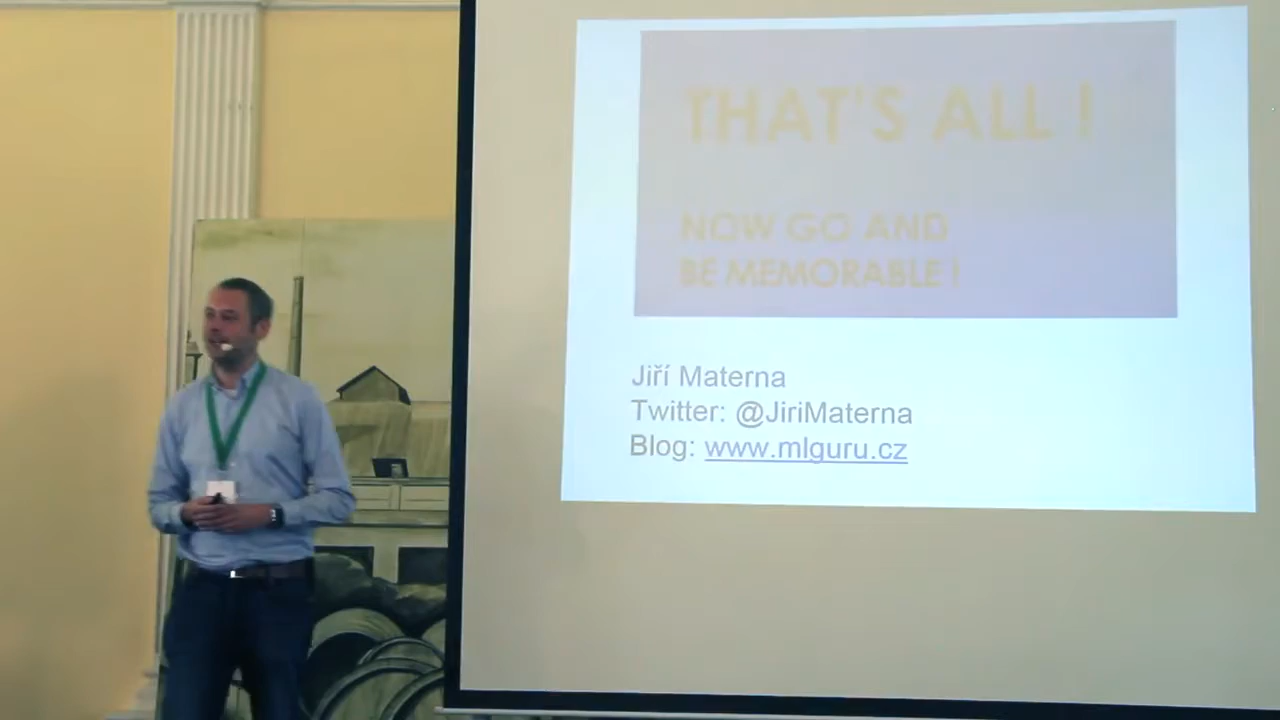 THAT'S ALL !
NOW GO AND
BE MEMORABLE !
Jiří Materna
Twitter: @JiriMaterna
Blog: www.mlguru.cz